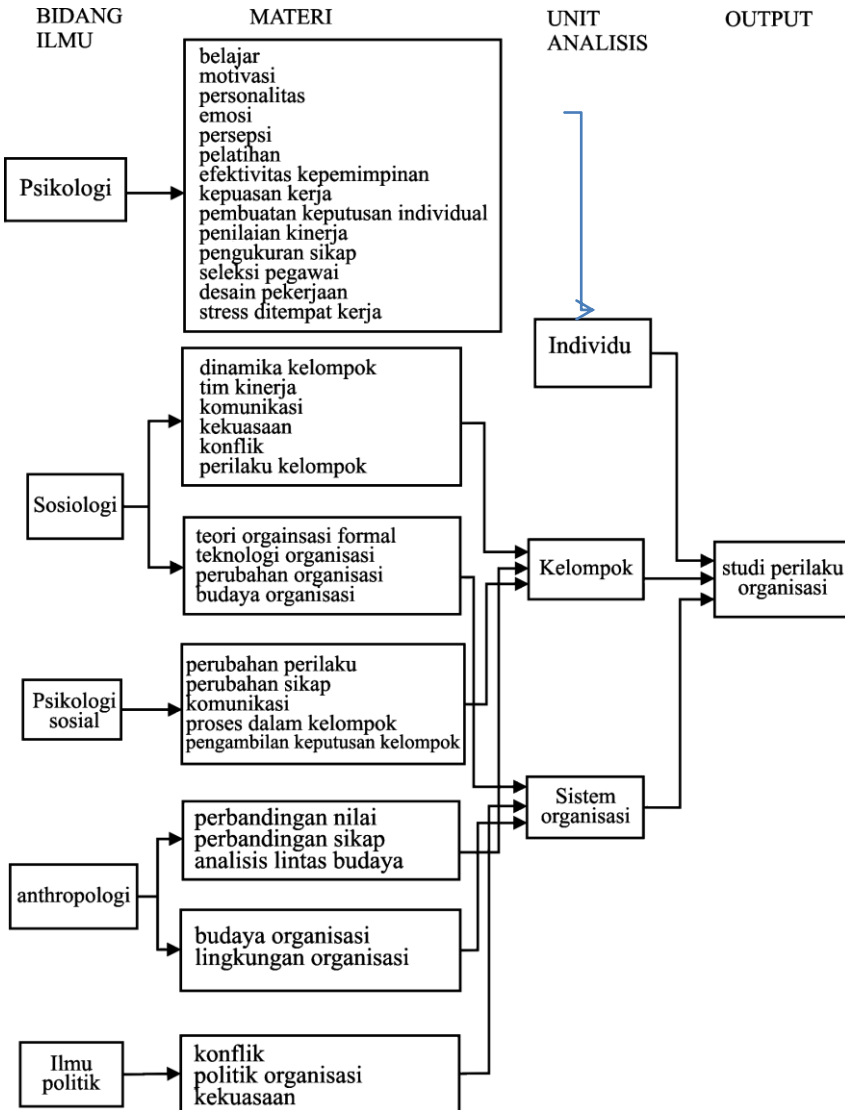 BIDANG
ILMU
MATERI
UNIT
ANALISIS
OUTPUT
Psikologi
belajar
motivasi
personalitas
emosi
persepsi
pelatihan
efektivitas kepemimpinan
kepuasan kerja
pembuatan keputusan individual
penilaian kinerja
pengukuran sikap
seleksi pegawai
desain pekerjaan
stress ditempat kerja
Individu
Sosiologi
dinamika kelompok
tim kinerja
komunikasi
kekuasaan
konflik
perilaku kelompok
teori orgainsasi formal
teknologi organisasi
perubahan organisasi
budaya organisasi
Kelompok
studi perilaku
organisasi
Psikologi
sosial
perubahan perilaku
perubahan sikap
komunikasi
proses dalam kelompok
pengambilan keputusan kelompok
Sistem
organisasi
anthropologi
perbandingan nilai
perbandingan sikap
analisis lintas budaya
budaya organisasi
lingkungan organisasi
Ilmu
politik
konflik
politik organisasi
kekuasaan